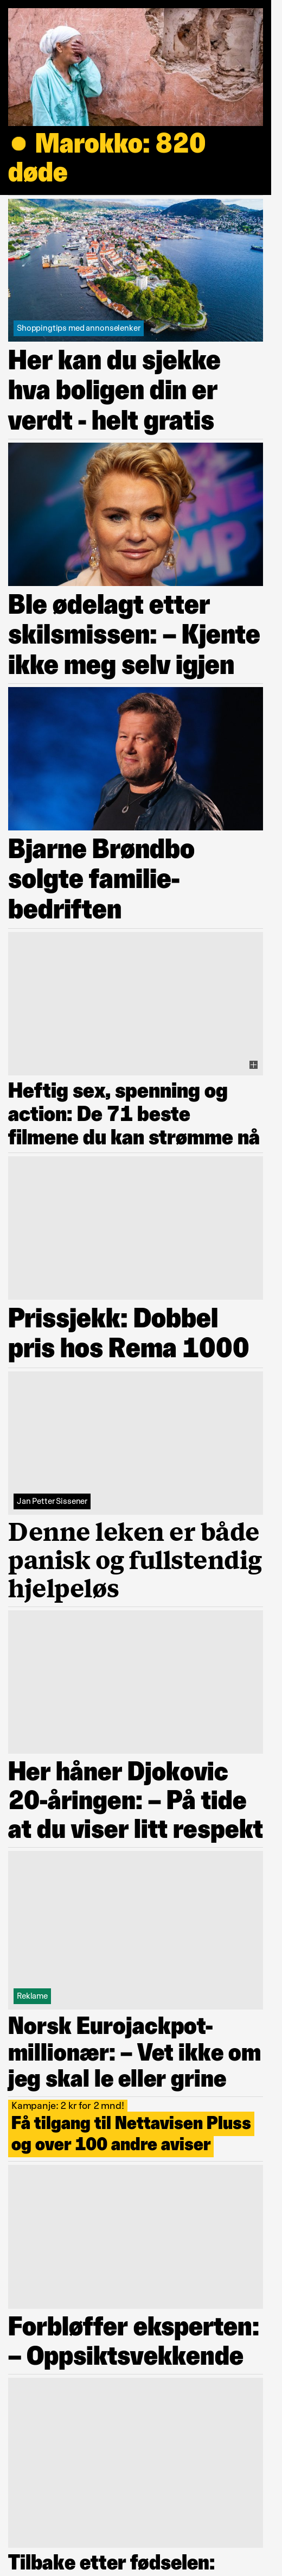 Marokko: 820
døde
Shoppingtips med annonselenker
Her kan du sjekke
hva boligen din er
verdt - helt gratis
Ble ødelagt etter
skilsmissen: – Kjente
ikke meg selv igjen
Bjarne Brøndbo
solgte familie-
bedriften
Heftig sex, spenning og
action: De 71 beste
filmene du kan strømme nå
Prissjekk: Dobbel
pris hos Rema 1000
Jan Petter Sissener
Denne leken er både
panisk og fullstendig
hjelpeløs
Her håner Djokovic
20-åringen: – På tide
at du viser litt respekt
Reklame
Norsk Eurojackpot-
millionær: – Vet ikke om
jeg skal le eller grine
Kampanje: 2 kr for 2 mnd!
Få tilgang til Nettavisen Pluss
og over 100 andre aviser
Forbløffer eksperten:
– Oppsiktsvekkende
Tilbake etter fødselen: